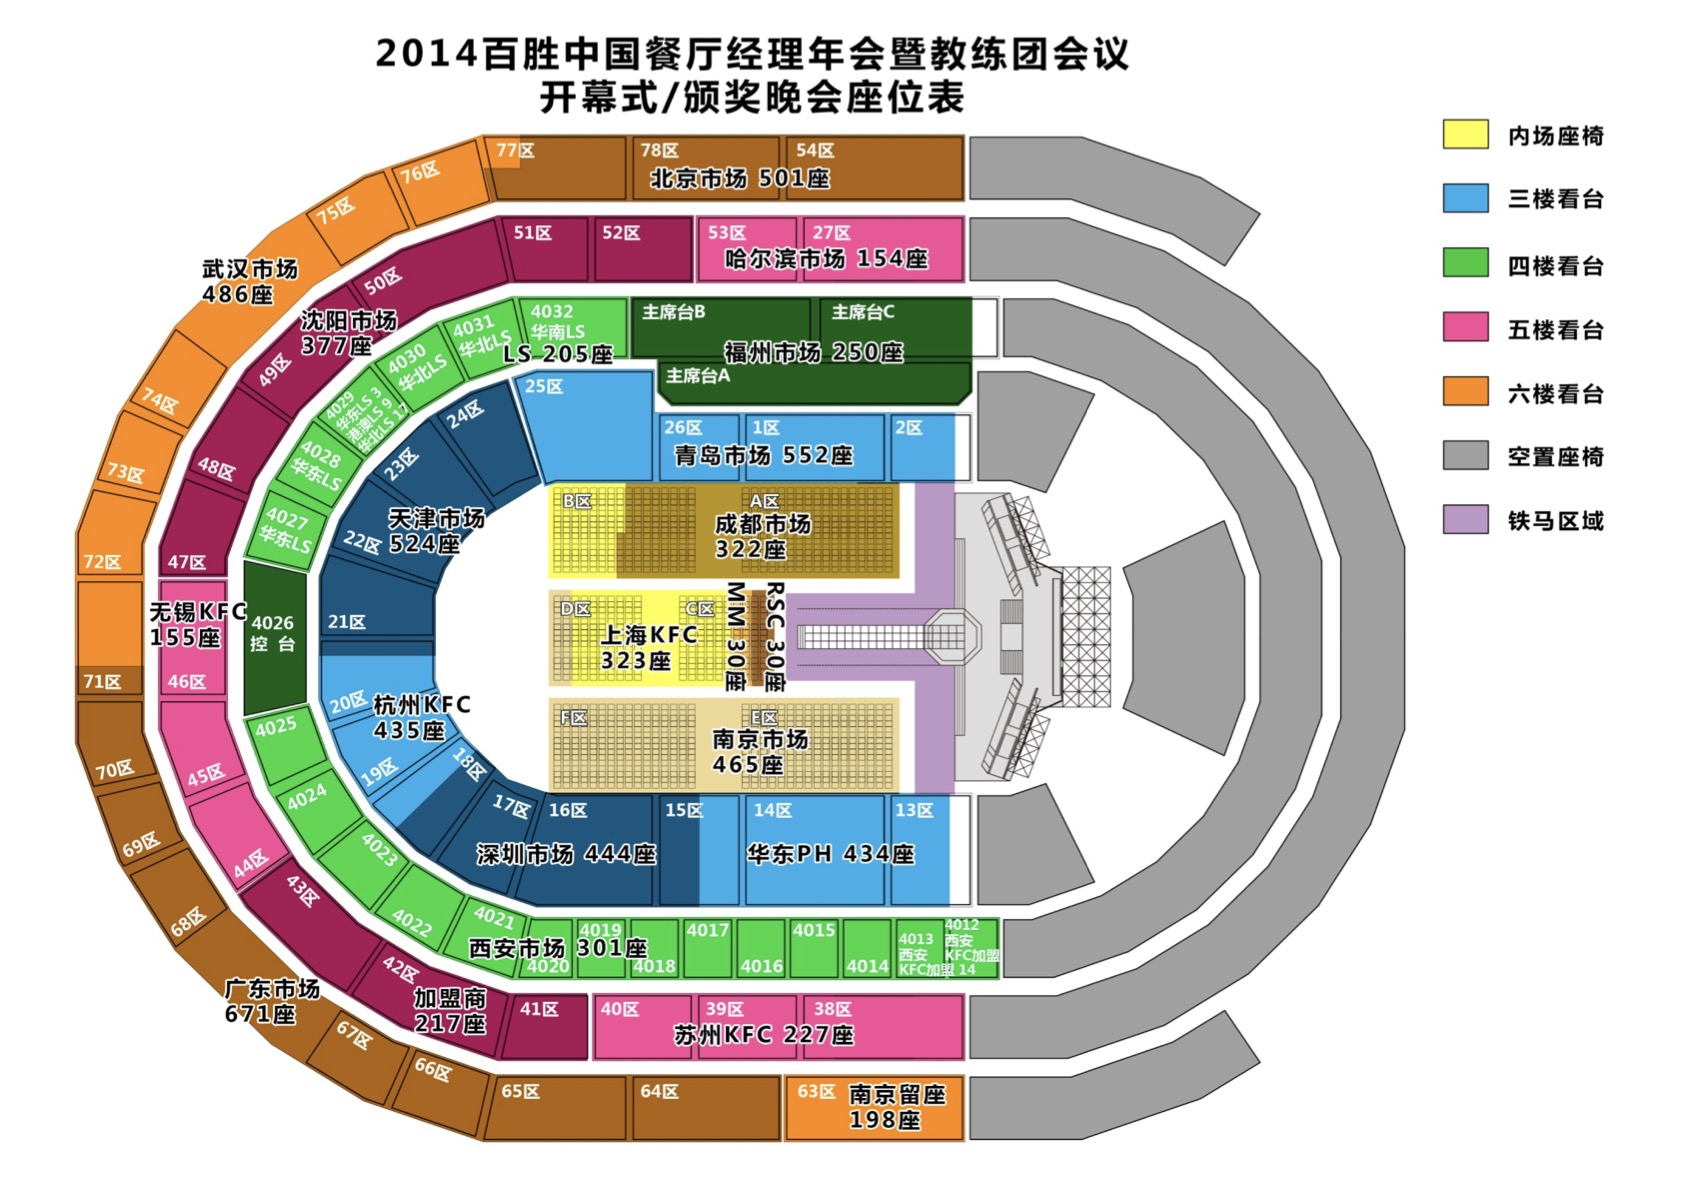 2014百胜中国餐厅经理年会暨教练团会议
开幕式/颁奖晚会座位表
内场座椅
三楼看台
四楼看台
五楼看台
六楼看台
空置座椅
铁马区域
77区
78区
54区
北京市场 501座
76区
75区
武汉市场
486座
74区
73区
72区
71区
51区
52区
53区
27区
哈尔滨市场 154座
50区
沈阳市场
377座
49区
48区
47区
无锡KFC
155座
46区
45区
44区
4032
华南LS
4031
华北LS
4030
华北LS
LS 205座
4029
华东LS 3
港澳LS 9
华北LS 17
4028
华东LS
4027
华东LS
4026
控 台
主席台B
主席台C
福州市场 250座
主席台A
25区
26区
1区
2区
青岛市场 552座
24区
23区
22区
天津市场
524座
21区
20区
杭州KFC
435座
19区
18区
17区
B区
A区
成都市场
322座
D区
C区
上海KFC
323座
MM 30座
RSC 30座
F区
E区
南京市场
465座
16区
15区
14区
13区
深圳市场 444座
华东PH 434座
4025
4024
4023
4022
4021
4020
4019
4018
4017
4016
4015
4014
4013
西安
KFC加盟
4012
西安
KFC加盟
14
西安市场 301座
43区
42区
41区
加盟商
217座
40区
39区
38区
苏州KFC 227座
70区
69区
68区
广东市场
671座
67区
66区
65区
64区
63区
南京留座
198座